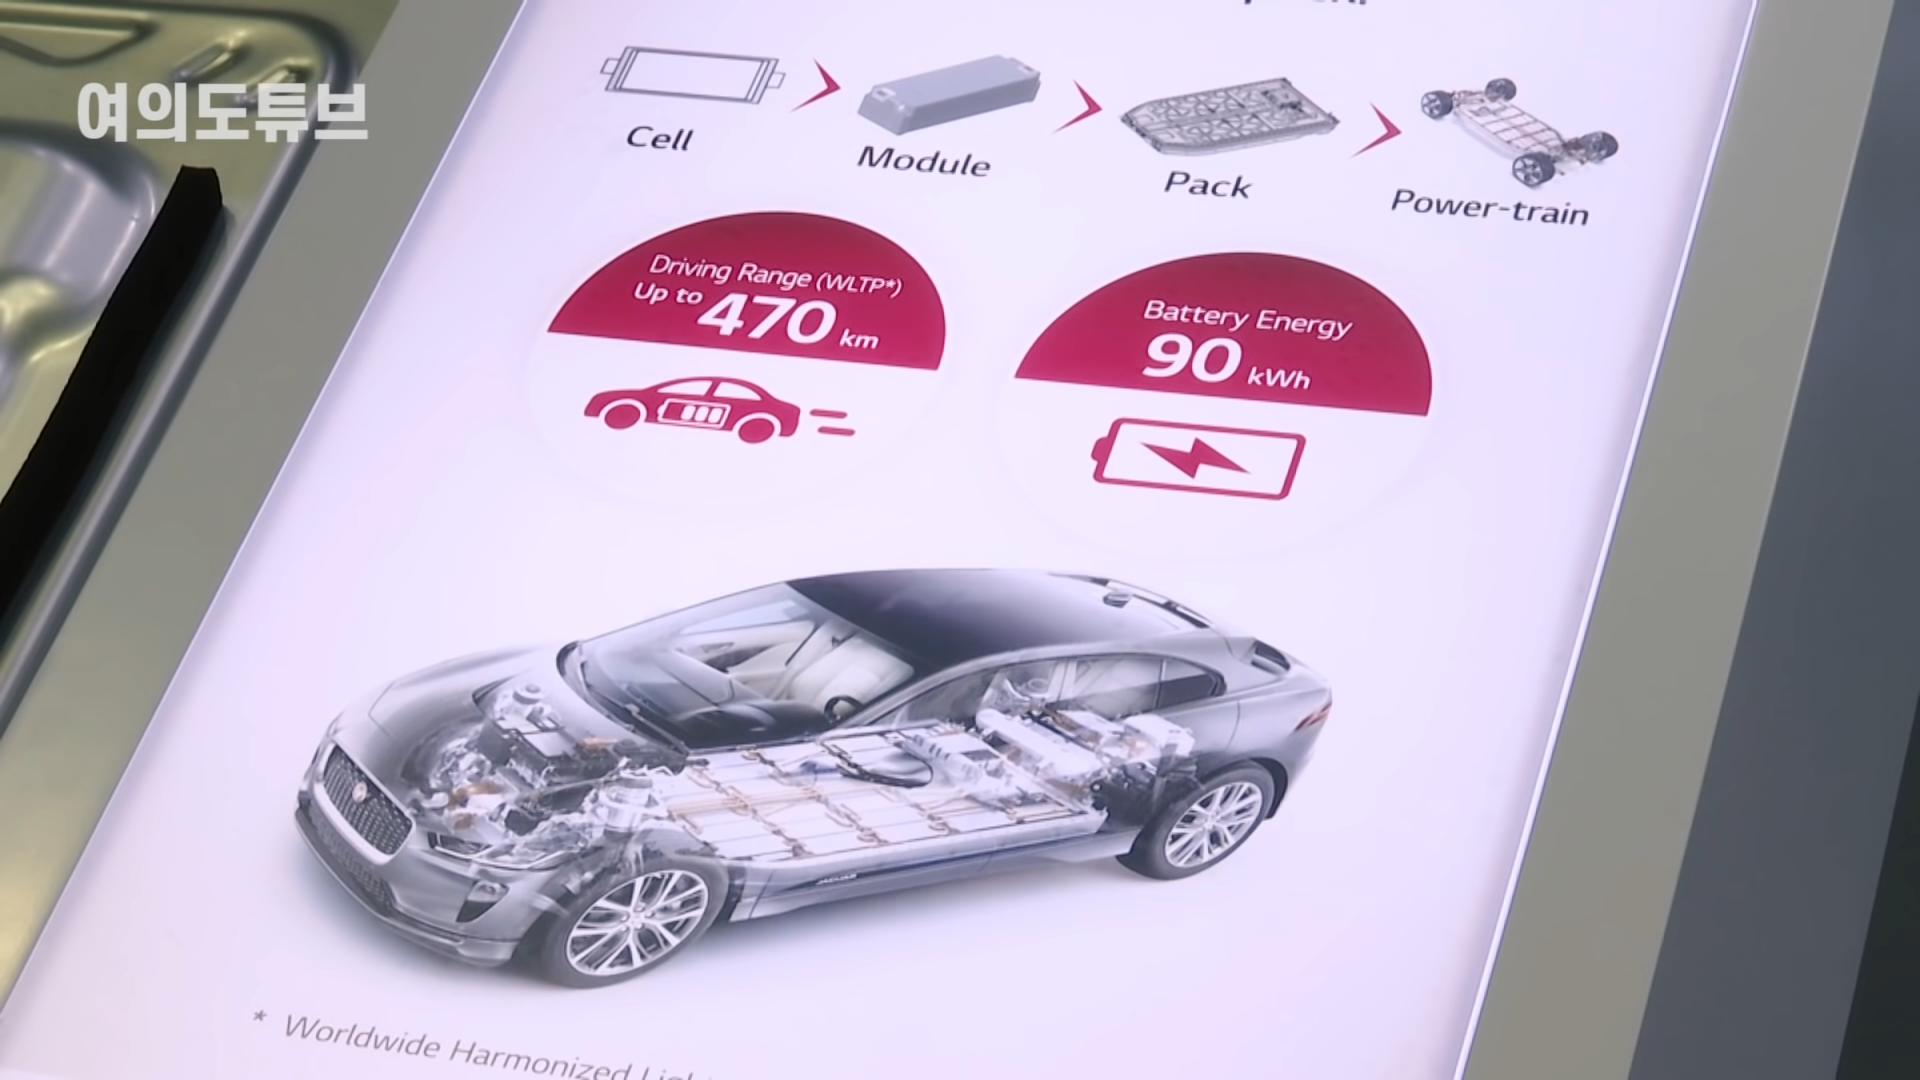 여의도튜브
Cell
Module
Pack
Power-train
Driving Range (WLTP*)
Up to 470 km
Battery Energy
90 kWh
JAGUAR
* Worldwide Harmonized